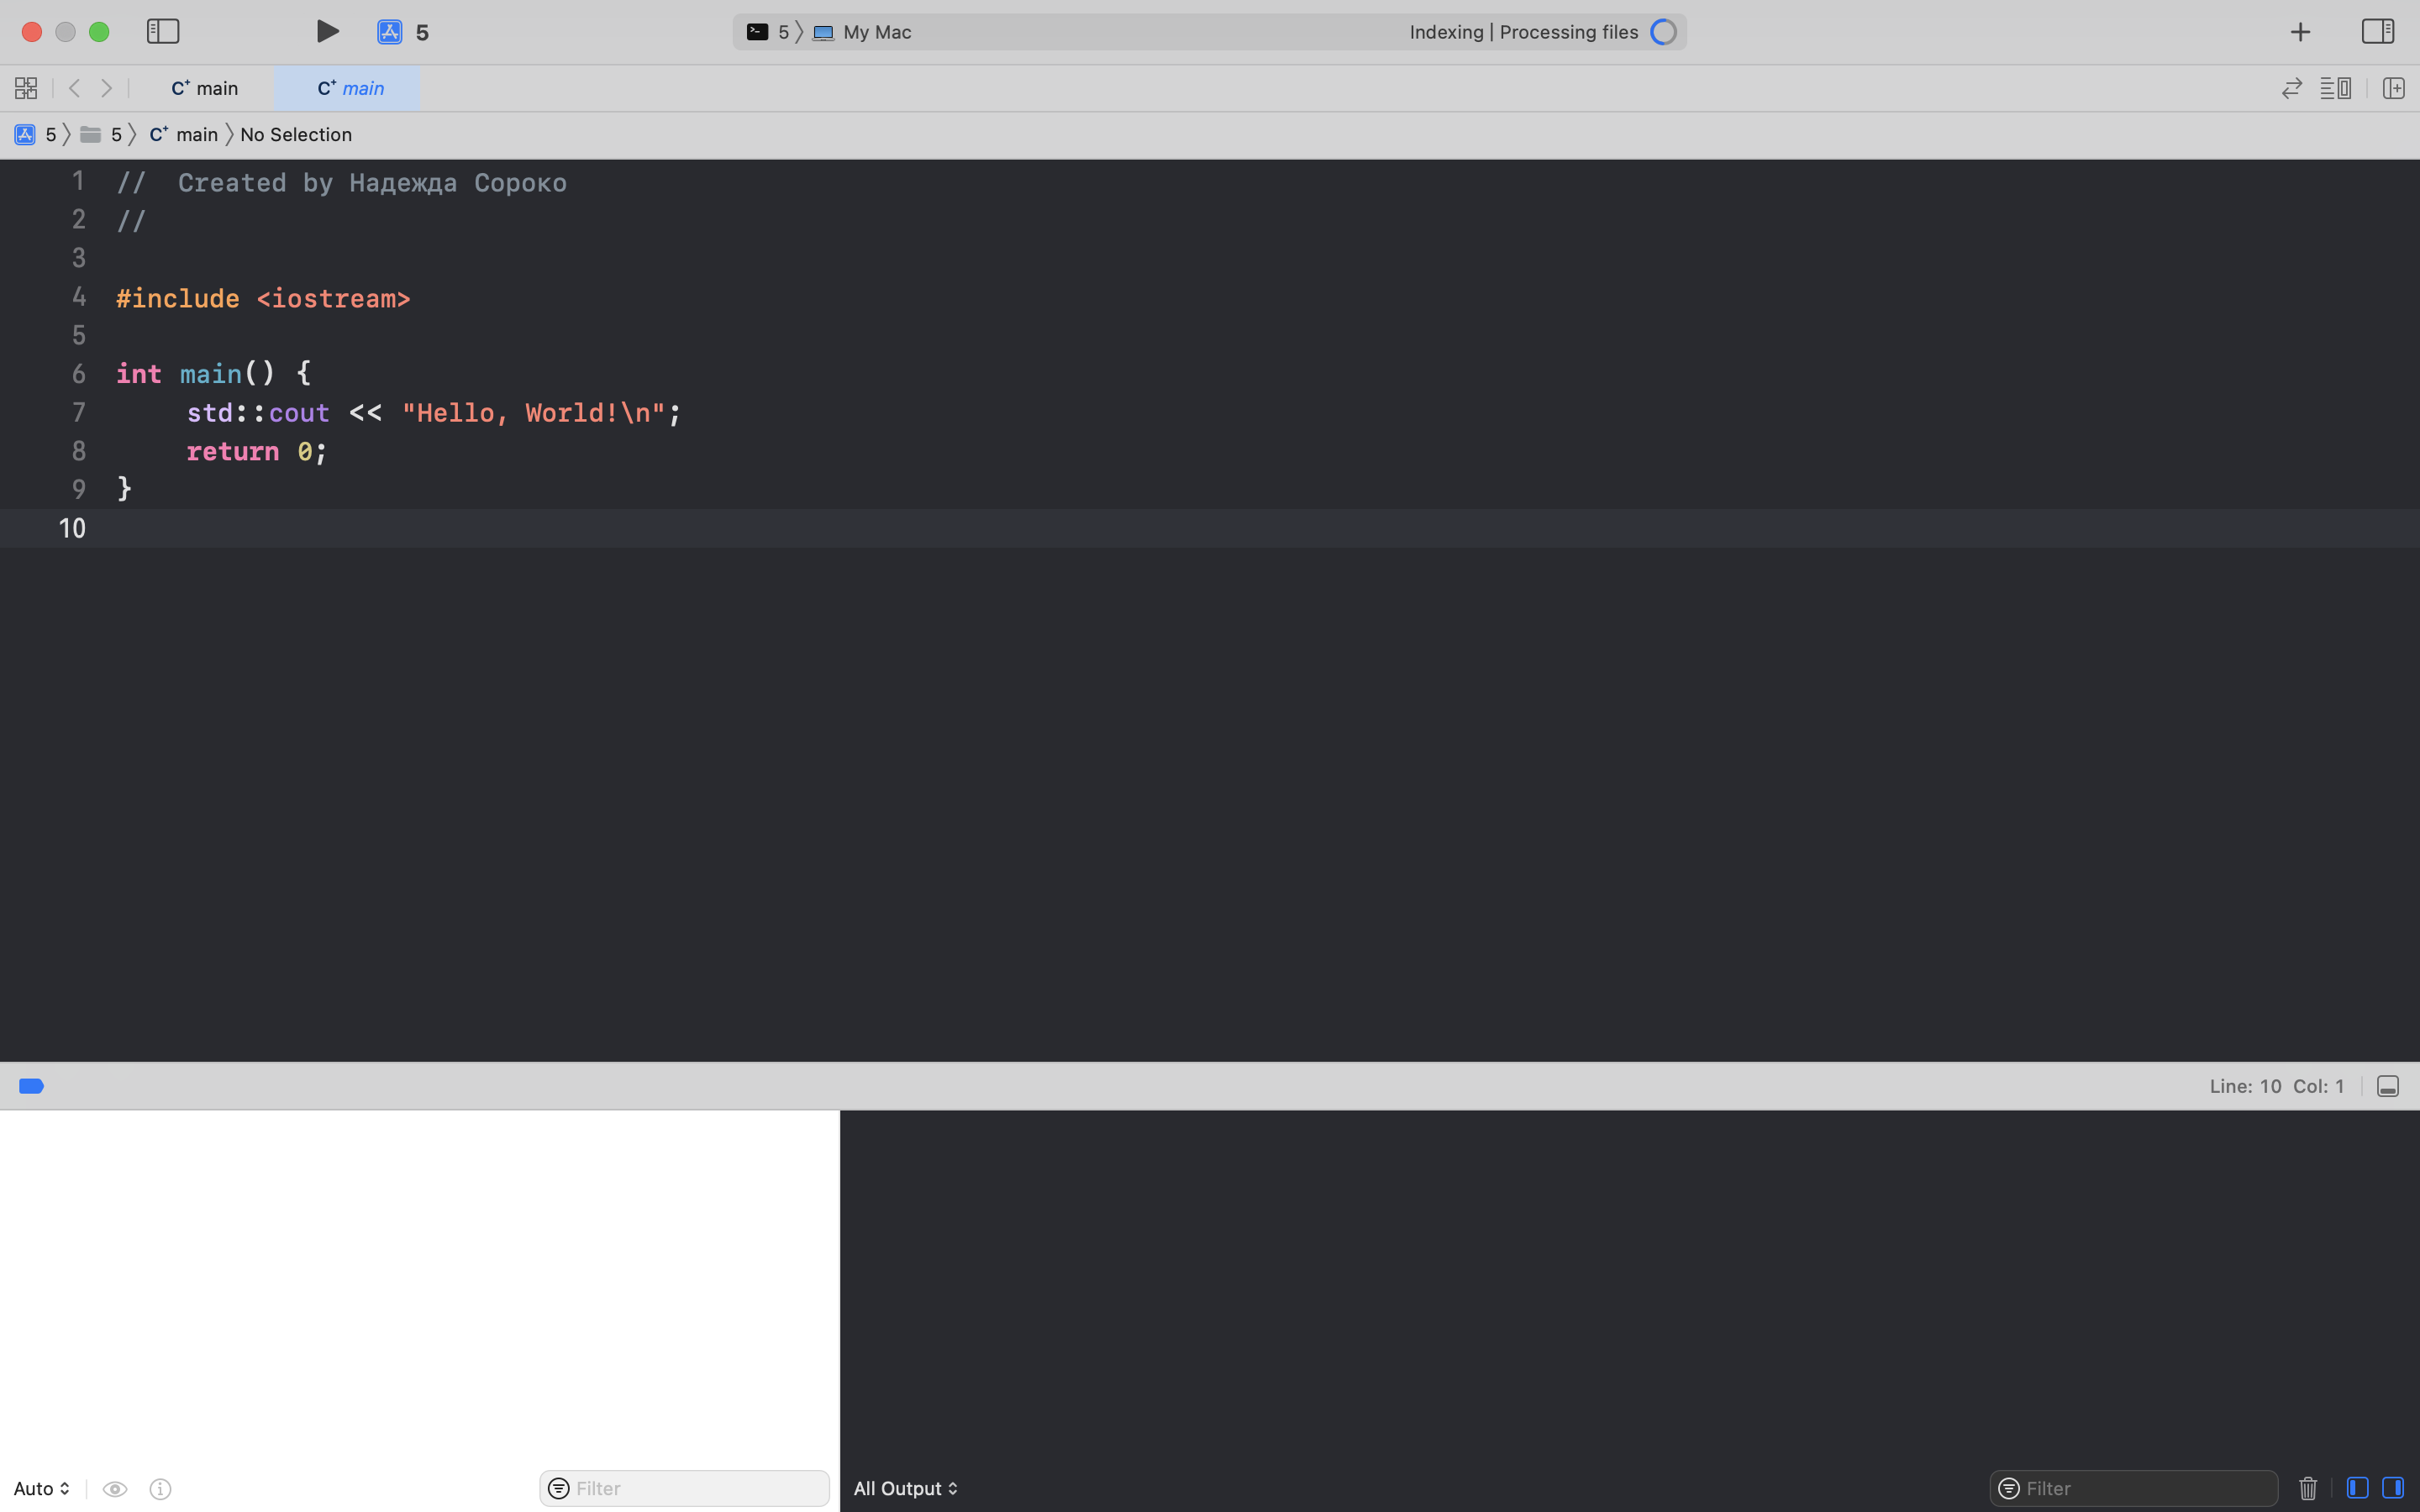 5
5 〉 My Mac
Indexing | Processing files
C⁺ main
C⁺ main
5 〉 5 〉 C⁺ main 〉 No Selection
1 //  Created by Надежда Сороко
2 //
3
4 #include <iostream>
5
6 int main() {
7     std::cout << "Hello, World!\n";
8     return 0;
9 }
10
Line: 10  Col: 1
Auto
Filter
All Output
Filter